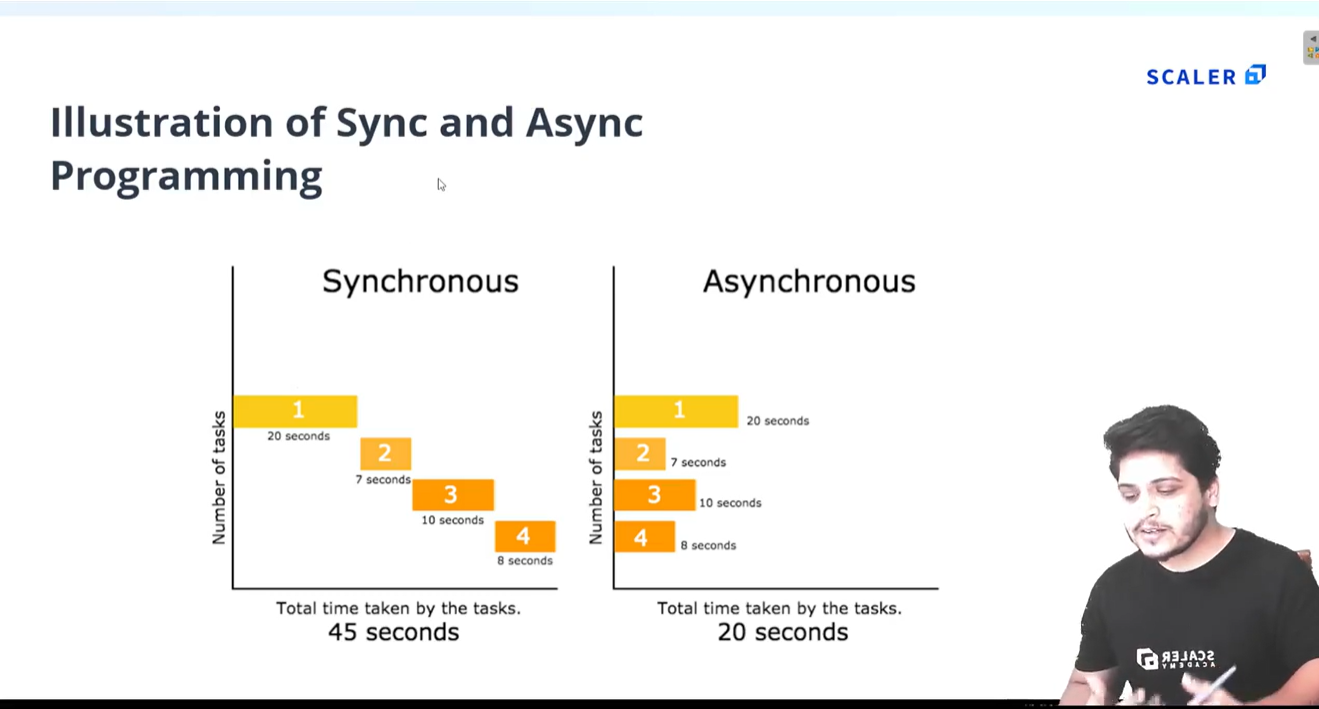 SCALER
Illustration of Sync and Async
Programming
Synchronous
Number of tasks
1
20 seconds
2
7 seconds
3
10 seconds
4
8 seconds
Total time taken by the tasks.
45 seconds
Asynchronous
Number of tasks
1
20 seconds
2
7 seconds
3
10 seconds
4
8 seconds
Total time taken by the tasks.
20 seconds
SCALER
ACADEMY